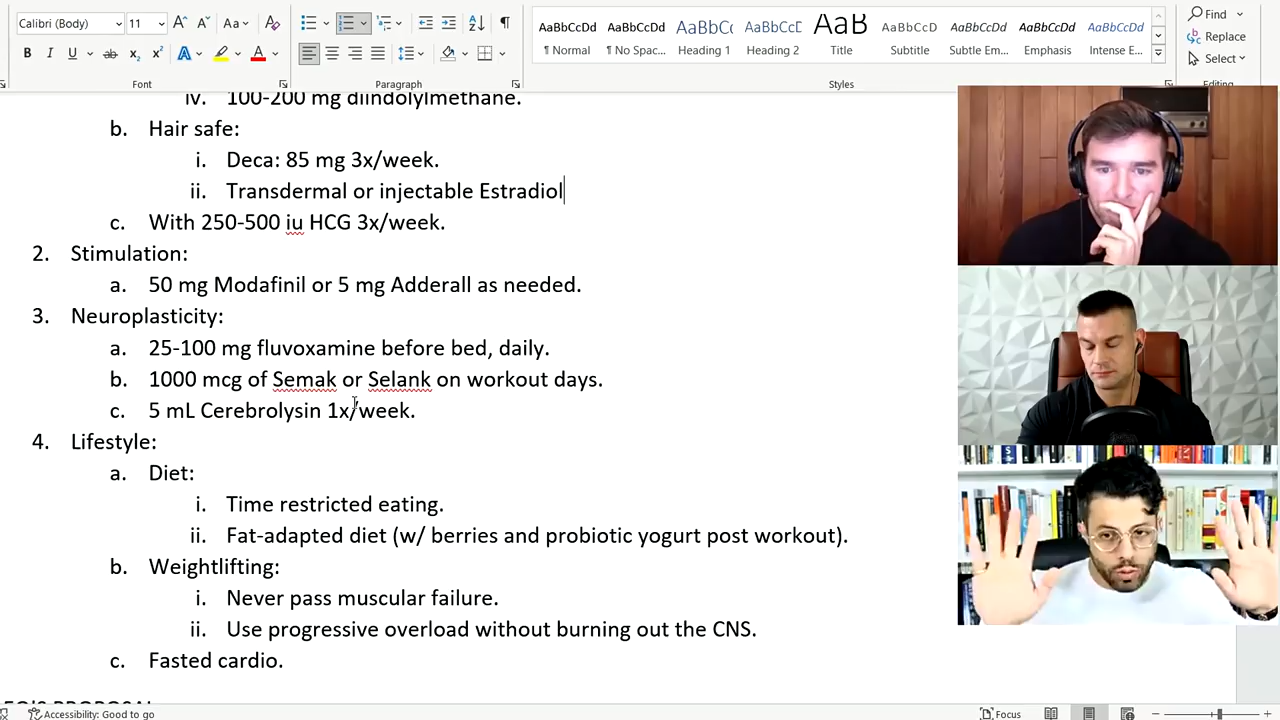 Calibri (Body) 11 Aa
Find
AaBbCcDd AaBbCcDd AaBbC( AaBbCcE AaB AaBbCcD AaBbCcDd AaBbCcDd AaBbCcDd
Replace
¶ Normal ¶ No Spac... Heading 1 Heading 2 Title Subtitle Subtle Em... Emphasis Intense E...
Select
Font Paragraph Styles Editing
iv. 100-200 mg diindolylmethane.
b. Hair safe:
i. Deca: 85 mg 3x/week.
ii. Transdermal or injectable Estradiol
c. With 250-500 iu HCG 3x/week.
2. Stimulation:
a. 50 mg Modafinil or 5 mg Adderall as needed.
3. Neuroplasticity:
a. 25-100 mg fluvoxamine before bed, daily.
b. 1000 mcg of Semak or Selank on workout days.
c. 5 mL Cerebrolysin 1x/week.
4. Lifestyle:
a. Diet:
i. Time restricted eating.
ii. Fat-adapted diet (w/ berries and probiotic yogurt post workout).
b. Weightlifting:
i. Never pass muscular failure.
ii. Use progressive overload without burning out the CNS.
c. Fasted cardio.
PROPOSAL
Accessibility: Good to go Focus